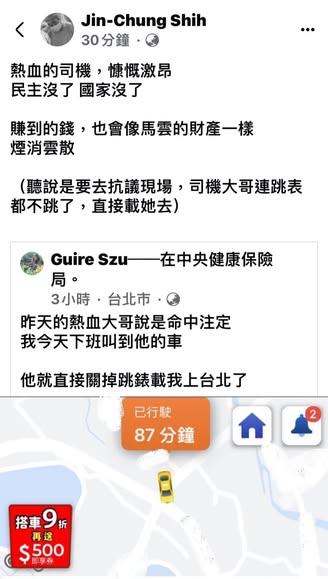 Jin-Chung Shih
30分鐘 ·
熱血的司機，慷慨激昂
民主沒了 國家沒了
賺到的錢，也會像馬雲的財產一樣
煙消雲散
（聽說是要去抗議現場，司機大哥連跳表
都不跳了，直接載她去）
Guire Szu——在中央健康保險
局。
3小時 · 台北市 ·
昨天的熱血大哥說是命中注定
我今天下班叫到他的車
他就直接關掉跳錶載我上台北了
已行駛
87 分鐘
2
搭車9折
再送
$500
即享券